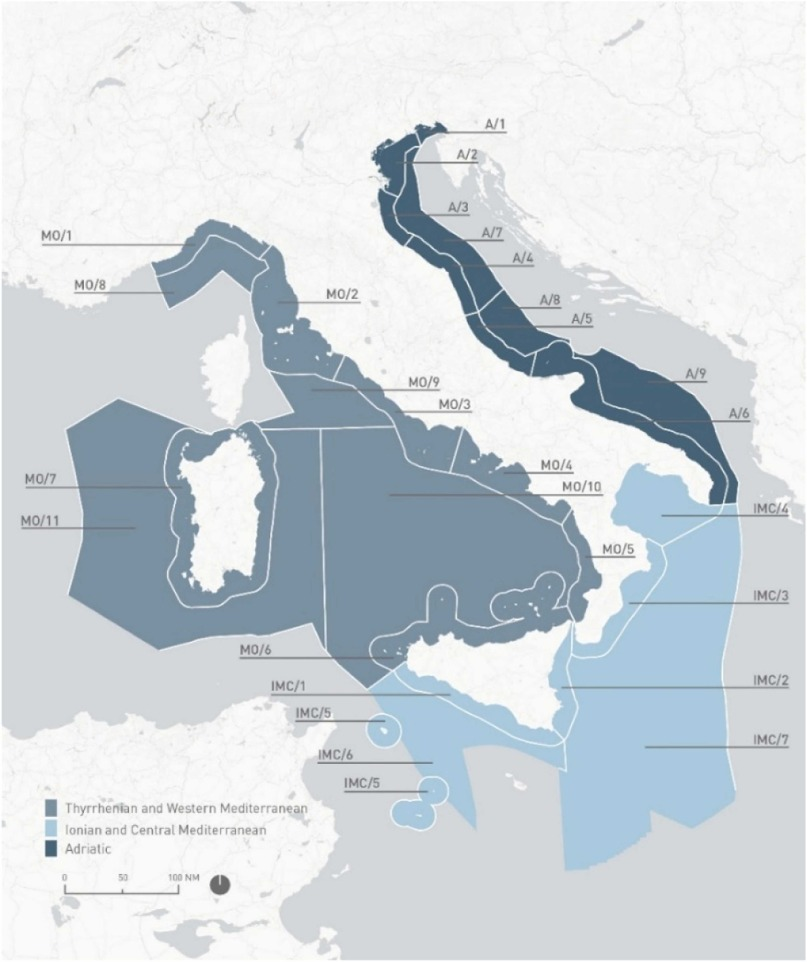 A/1
A/2
A/3
MO/1
A/7
A/4
MO/8
MO/2
A/8
A/5
A/9
MO/9
MO/3
A/6
MO/4
MO/7
MO/10
IMC/4
MO/11
MO/5
IMC/3
MO/6
IMC/1
IMC/2
IMC/5
IMC/7
IMC/6
IMC/5
Thyrrhenian and Western Mediterranean
Ionian and Central Mediterranean
Adriatic
0 50 100 NM